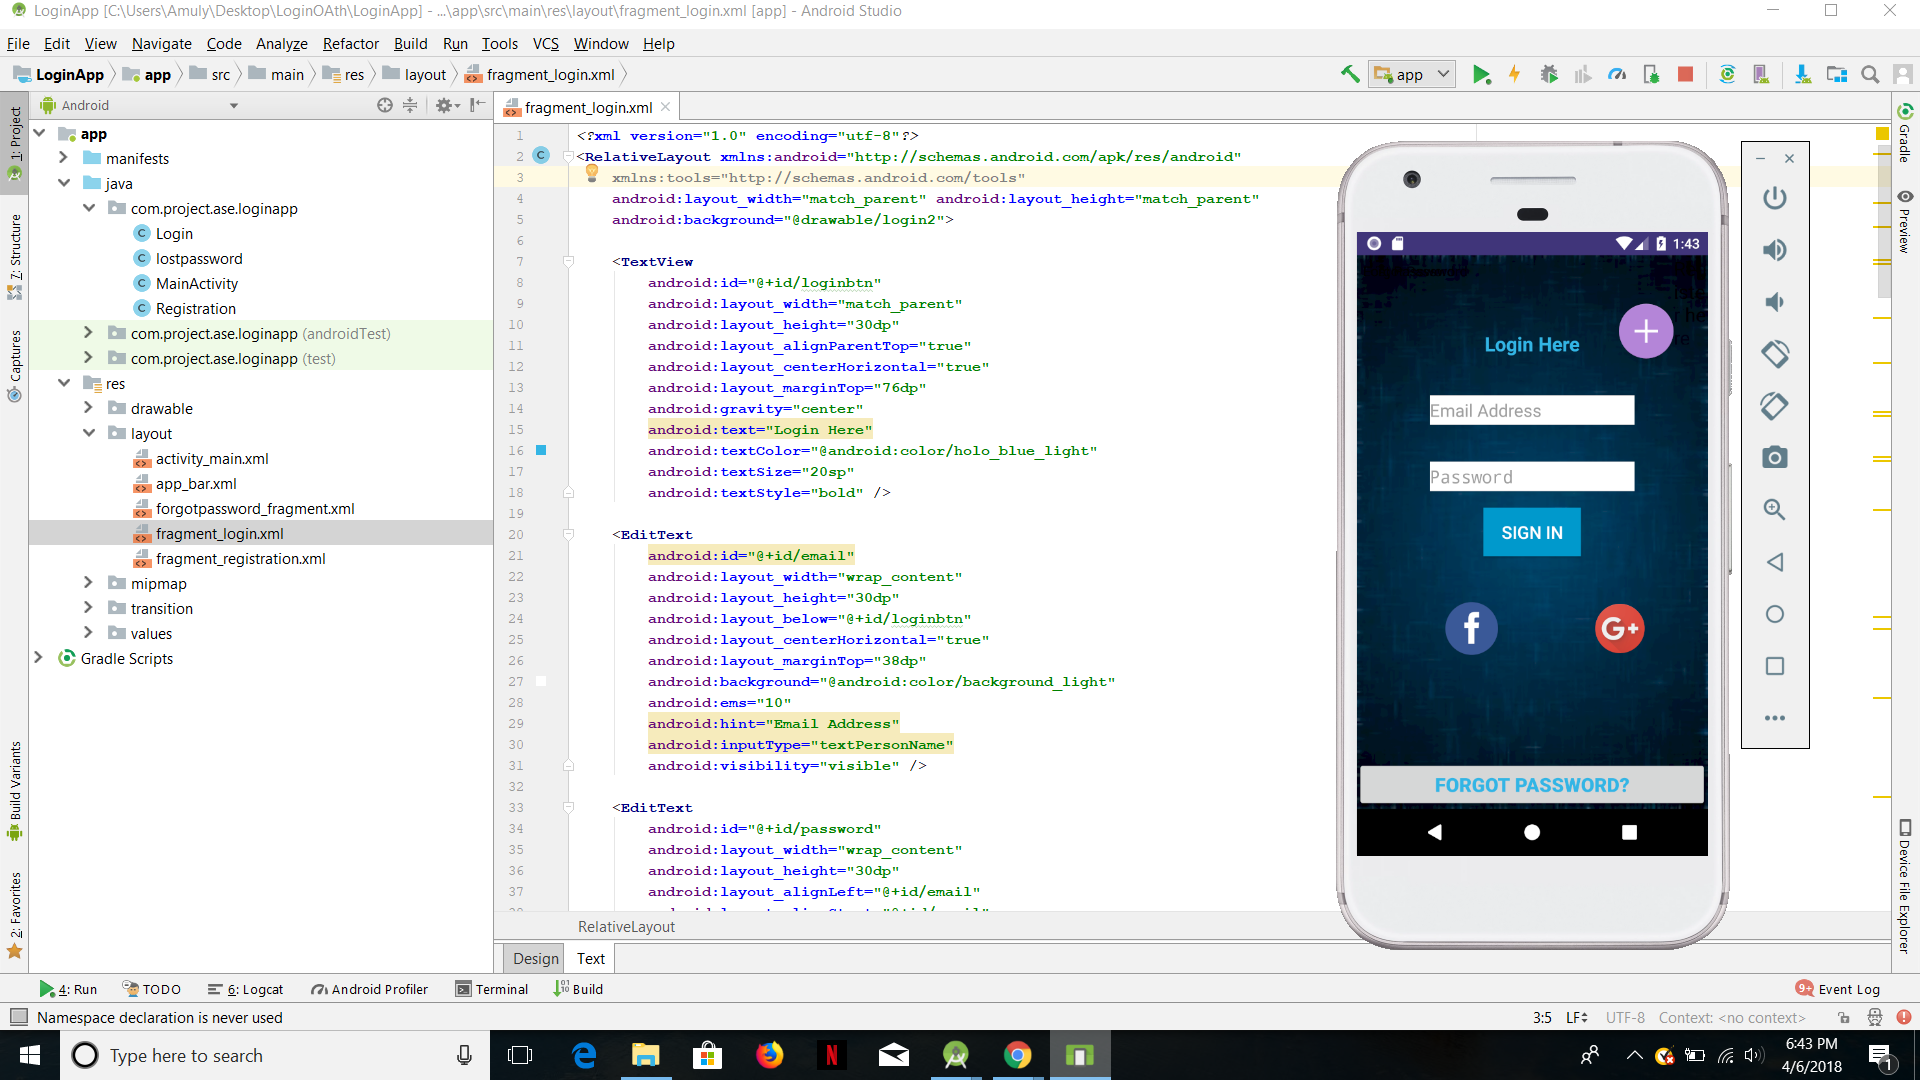 LoginApp [C:\Users\Amuly\Desktop\LoginOAth\LoginApp] - ...\app\src\main\res\layout\fragment_login.xml [app] - Android Studio
File Edit View Navigate Code Analyze Refactor Build Run Tools VCS Window Help
LoginApp app src main res layout fragment_login.xml
app
Android
fragment_login.xml
1: Project
7: Structure
Captures
Build Variants
2: Favorites
app
manifests
java
com.project.ase.loginapp
Login
lostpassword
MainActivity
Registration
com.project.ase.loginapp (androidTest)
com.project.ase.loginapp (test)
res
drawable
layout
activity_main.xml
app_bar.xml
forgotpassword_fragment.xml
fragment_login.xml
fragment_registration.xml
mipmap
transition
values
Gradle Scripts
1 <?xml version="1.0" encoding="utf-8"?>
2 <RelativeLayout xmlns:android="http://schemas.android.com/apk/res/android"
3 xmlns:tools="http://schemas.android.com/tools"
4 android:layout_width="match_parent" android:layout_height="match_parent"
5 android:background="@drawable/login2">
6
7 <TextView
8 android:id="@+id/loginbtn"
9 android:layout_width="match_parent"
10 android:layout_height="30dp"
11 android:layout_alignParentTop="true"
12 android:layout_centerHorizontal="true"
13 android:layout_marginTop="76dp"
14 android:gravity="center"
15 android:text="Login Here"
16 android:textColor="@android:color/holo_blue_light"
17 android:textSize="20sp"
18 android:textStyle="bold" />
19
20 <EditText
21 android:id="@+id/email"
22 android:layout_width="wrap_content"
23 android:layout_height="30dp"
24 android:layout_below="@+id/loginbtn"
25 android:layout_centerHorizontal="true"
26 android:layout_marginTop="38dp"
27 android:background="@android:color/background_light"
28 android:ems="10"
29 android:hint="Email Address"
30 android:inputType="textPersonName"
31 android:visibility="visible" />
32
33 <EditText
34 android:id="@+id/password"
35 android:layout_width="wrap_content"
36 android:layout_height="30dp"
37 android:layout_alignLeft="@+id/email"
RelativeLayout
Design Text
1:43
Login Here
Email Address
Password
SIGN IN
f
G+
FORGOT PASSWORD?
Gradle
Preview
Device File Explorer
4: Run TODO 6: Logcat Android Profiler Terminal Build
9+ Event Log
Namespace declaration is never used
3:5 LF UTF-8 Context: <no context>
Type here to search
6:43 PM
4/6/2018
1